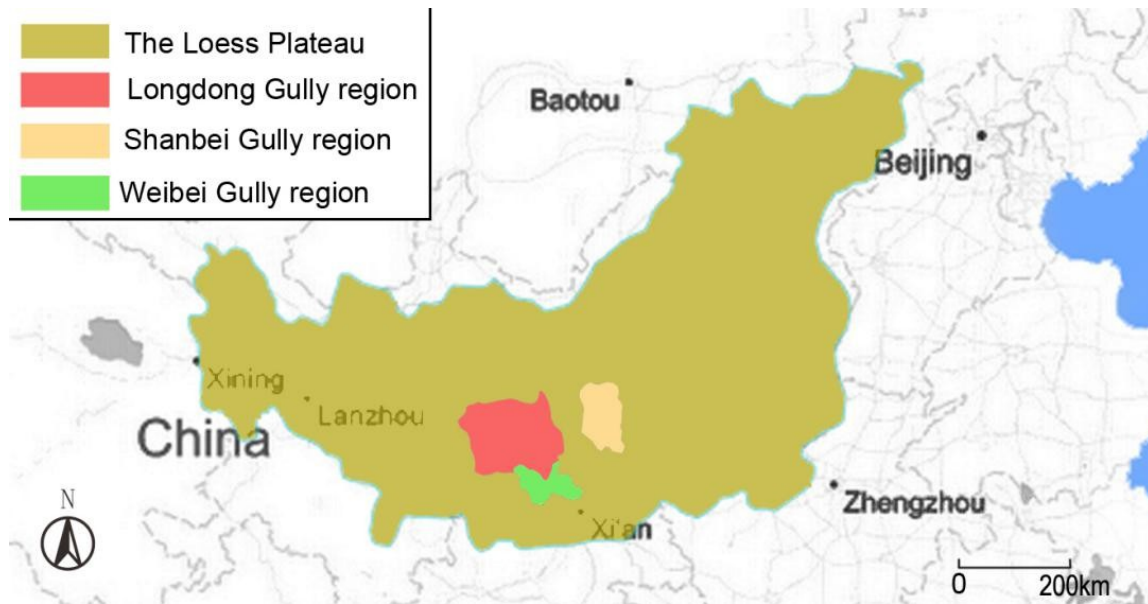 The Loess Plateau
Longdong Gully region
Shanbei Gully region
Weibei Gully region
Baotou
Beijing
Xining
Lanzhou
China
Xi'an
Zhengzhou
N
0 200km